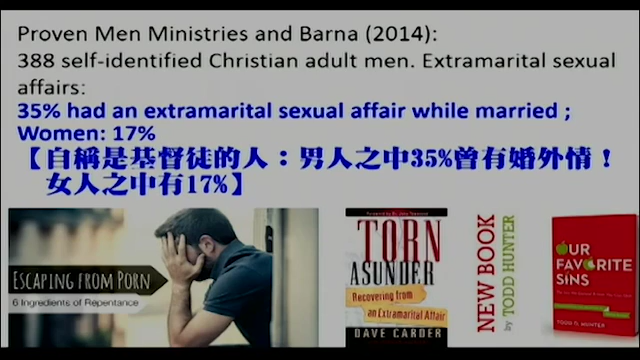 Proven Men Ministries and Barna (2014):
388 self-identified Christian adult men. Extramarital sexual
affairs:
35% had an extramarital sexual affair while married ;
Women: 17%
【自稱是基督徒的人：男人之中35%曾有婚外情！
女人之中有17%】
ESCAPING FROM PORN
6 Ingredients of Repentance
TORN
ASUNDER
Recovering from
an Extramarital Affair
DAVE CARDER
NEW BOOK
by TODD HUNTER
OUR
FAVORITE
SiNS
TODD D. HUNTER